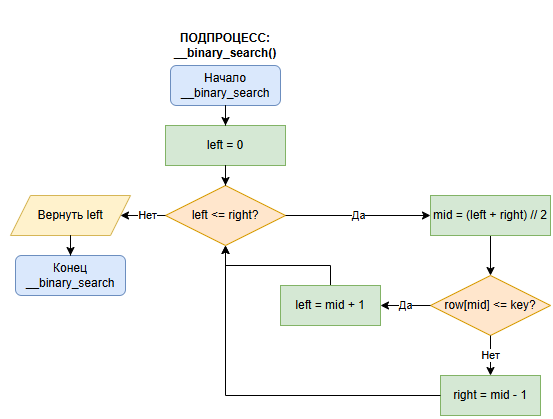 ПОДПРОЦЕСС:
__binary_search()
Начало
__binary_search
left = 0
Вернуть left
Нет
left <= right?
Да
mid = (left + right) // 2
Конец
__binary_search
left = mid + 1
Да
row[mid] <= key?
Нет
right = mid - 1